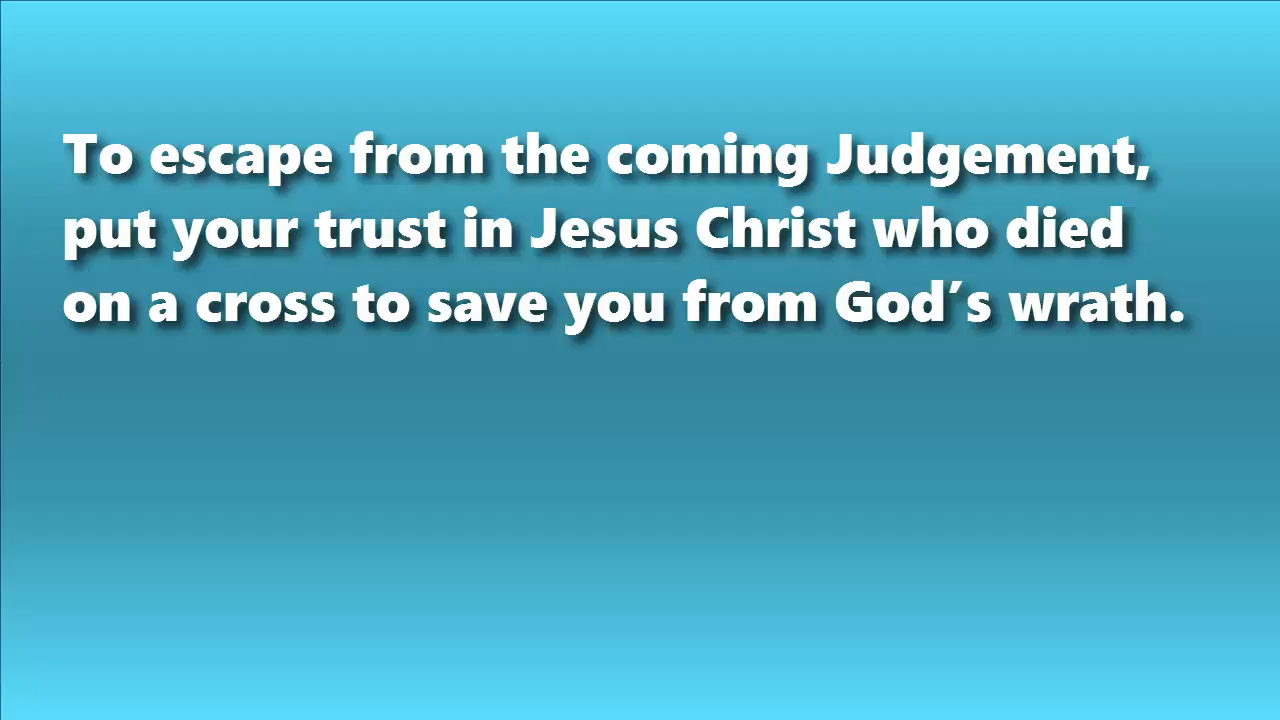 To escape from the coming Judgement,
put your trust in Jesus Christ who died
on a cross to save you from God´s wrath.